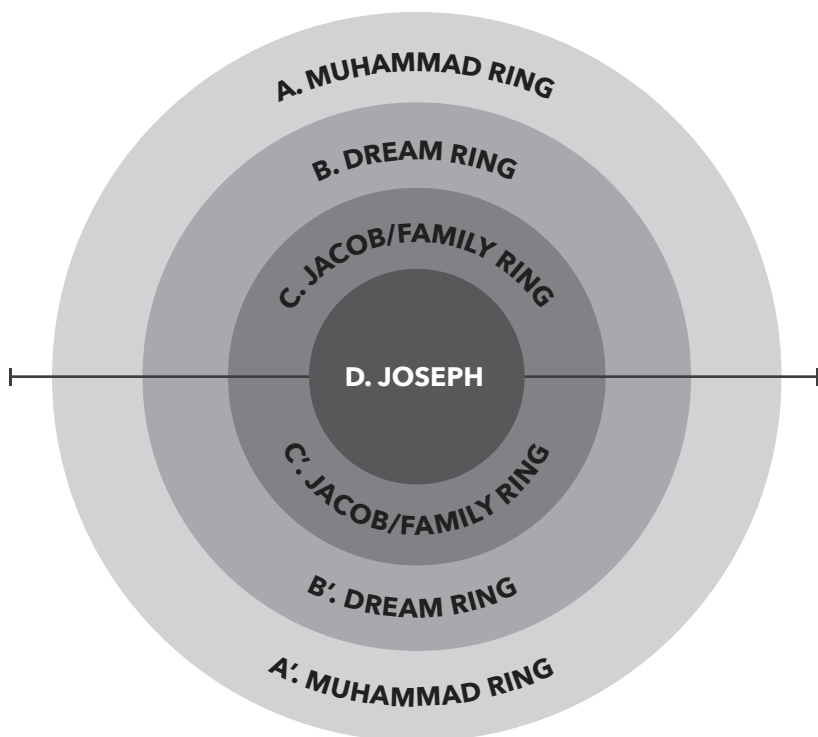 A. MUHAMMAD RING
B. DREAM RING
C. JACOB/FAMILY RING
D. JOSEPH
C′. JACOB/FAMILY RING
B′. DREAM RING
A′. MUHAMMAD RING